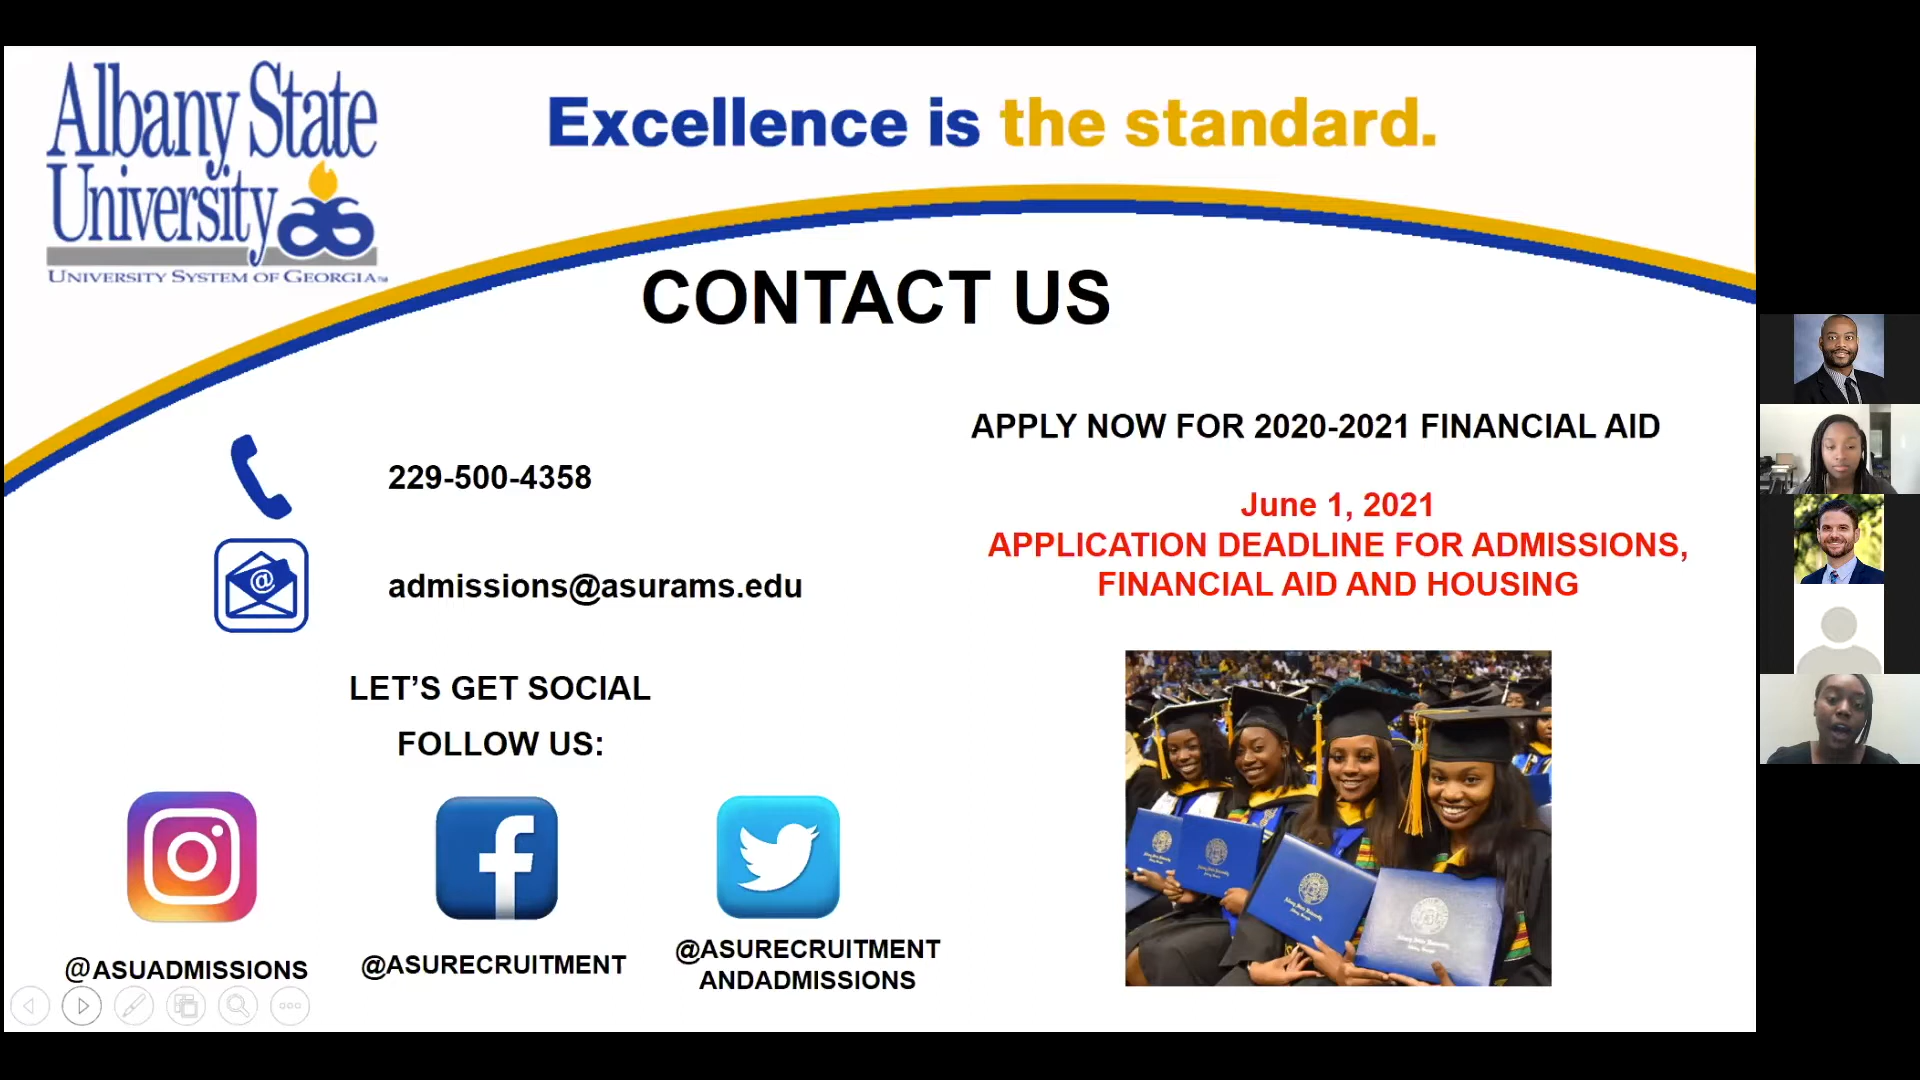 Albany State
University
UNIVERSITY SYSTEM OF GEORGIA™
Excellence is the standard.
CONTACT US
229-500-4358
admissions@asurams.edu
LET’S GET SOCIAL
FOLLOW US:
@ASUADMISSIONS
@ASURECRUITMENT
@ASURECRUITMENT
ANDADMISSIONS
APPLY NOW FOR 2020-2021 FINANCIAL AID
June 1, 2021
APPLICATION DEADLINE FOR ADMISSIONS,
FINANCIAL AID AND HOUSING